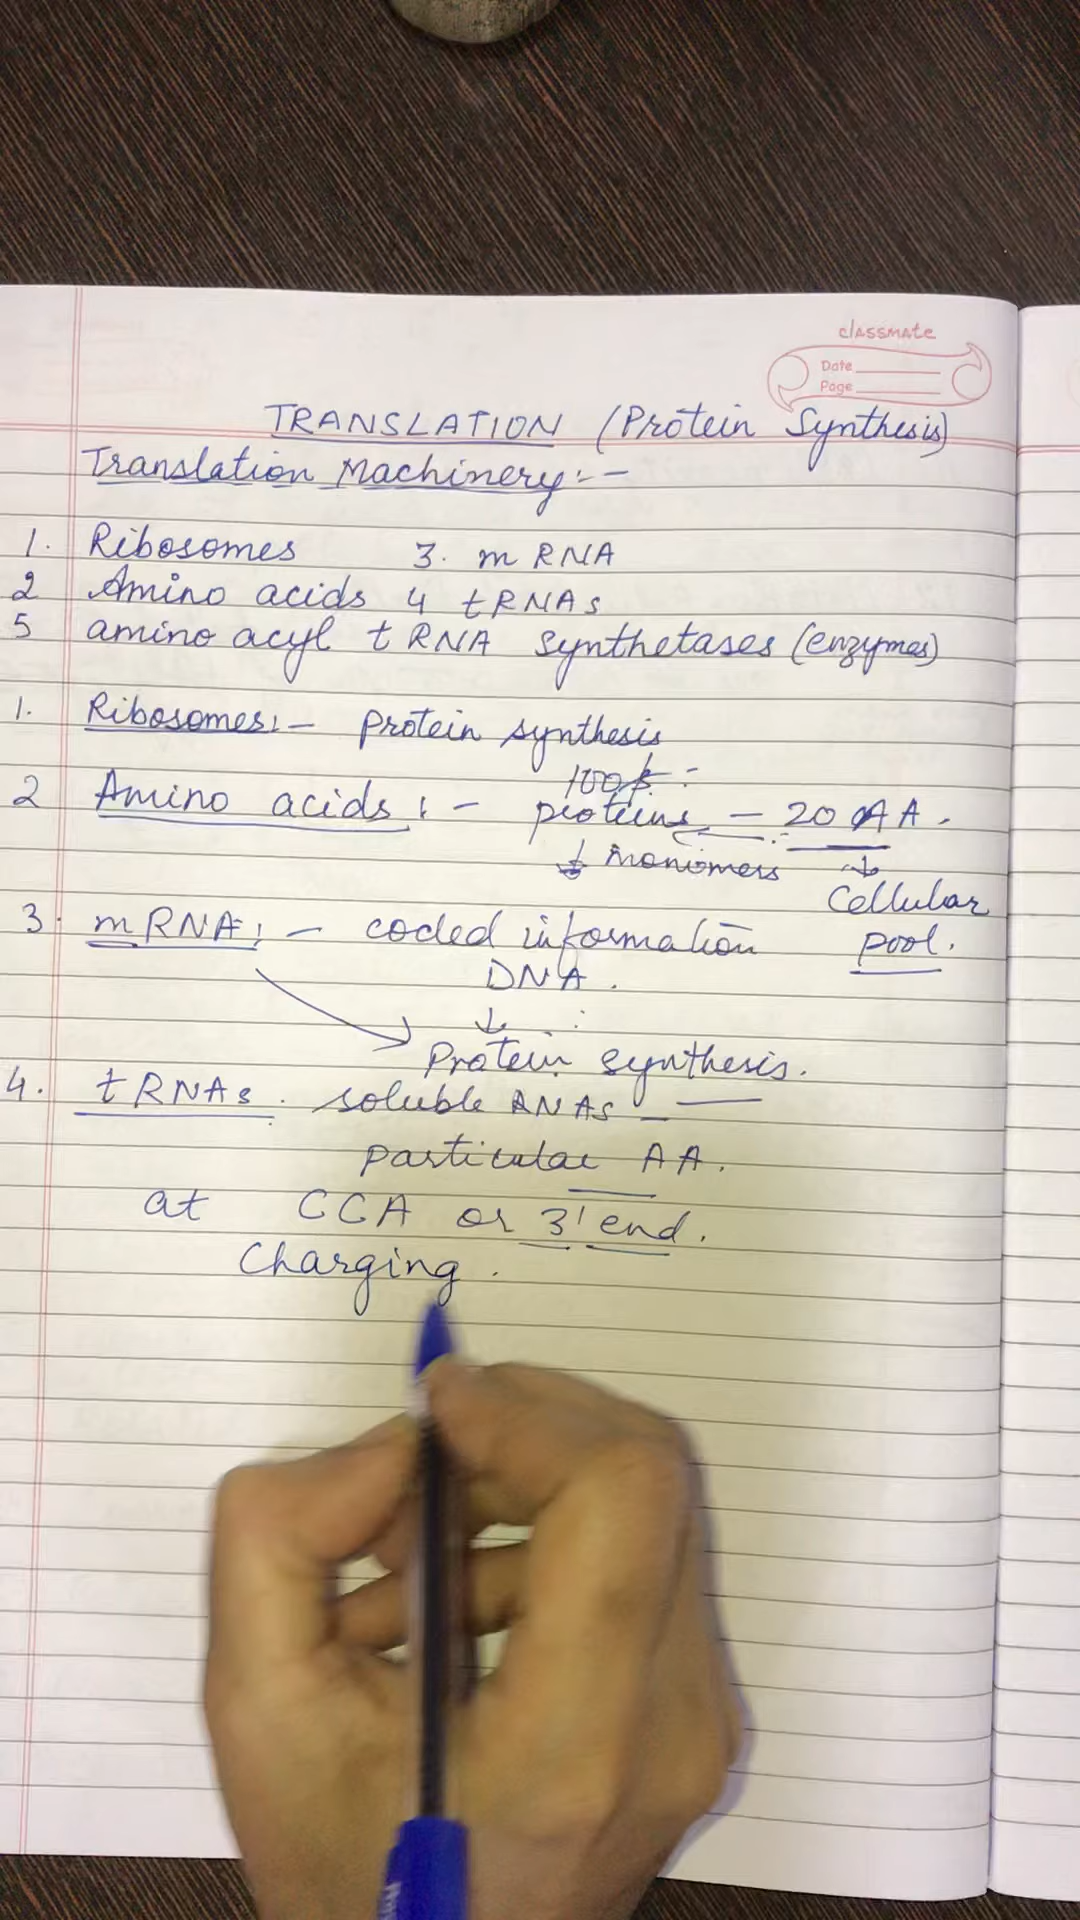 classmate
Date
Page
TRANSLATION (Protein Synthesis)
Translation Machinery:-
1. Ribosomes 3. mRNA
2 Amino acids 4 tRNAs
5 amino acyl tRNA synthetases (enzymes)
1. Ribosomes:- Protein synthesis
2 Amino acids:- proteins - 20 AA.
↓ monomers ↓
Cellular
3. mRNA:- coded information pool.
DNA.
↓
Protein synthesis.
4. tRNAs. soluble RNAs -
particular AA.
at CCA or 3' end.
Charging.